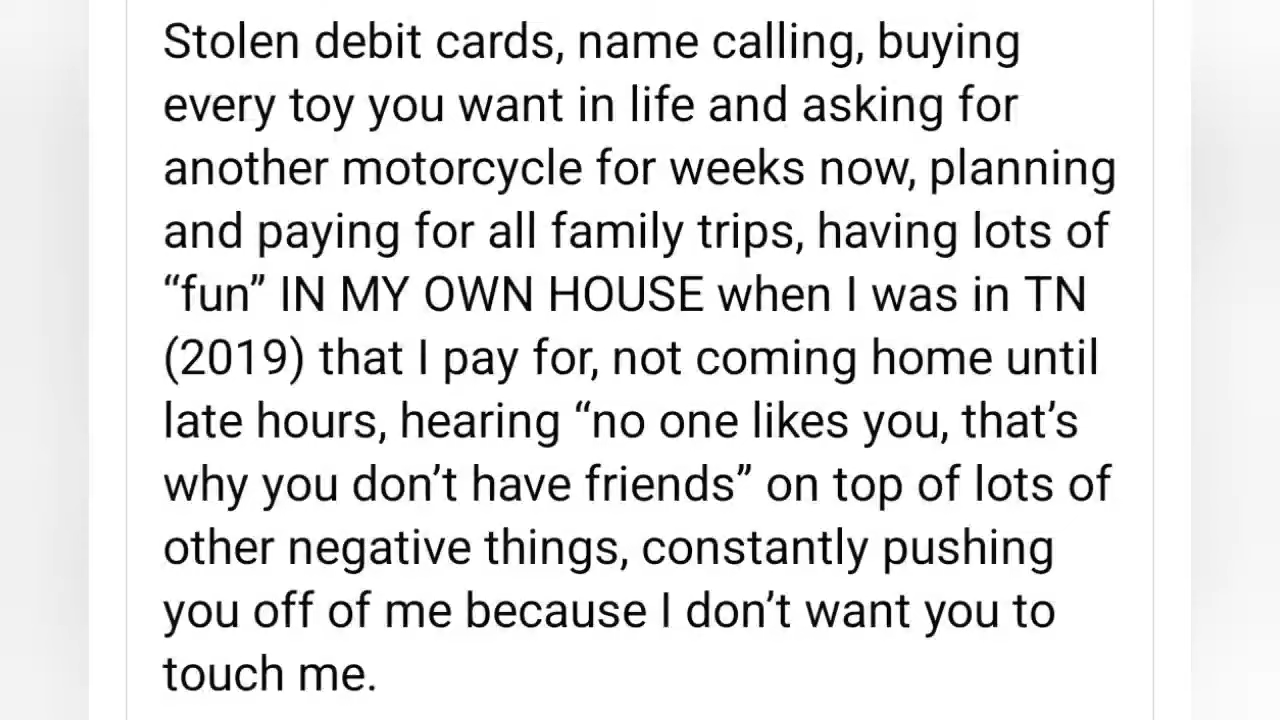 Stolen debit cards, name calling, buying
every toy you want in life and asking for
another motorcycle for weeks now, planning
and paying for all family trips, having lots of
“fun” IN MY OWN HOUSE when I was in TN
(2019) that I pay for, not coming home until
late hours, hearing “no one likes you, that’s
why you don’t have friends” on top of lots of
other negative things, constantly pushing
you off of me because I don’t want you to
touch me.